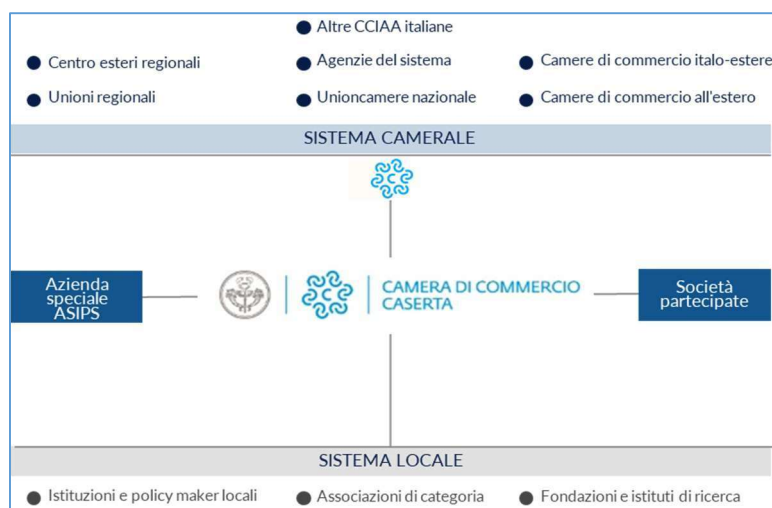 Altre CCIAA italiane
Centro esteri regionali
Agenzie del sistema
Camere di commercio italo-estere
Unioni regionali
Unioncamere nazionale
Camere di commercio all'estero
SISTEMA CAMERALE
Azienda
speciale
ASIPS
CAMERA DI COMMERCIO
CASERTA
Società
partecipate
SISTEMA LOCALE
Istituzioni e policy maker locali
Associazioni di categoria
Fondazioni e istituti di ricerca